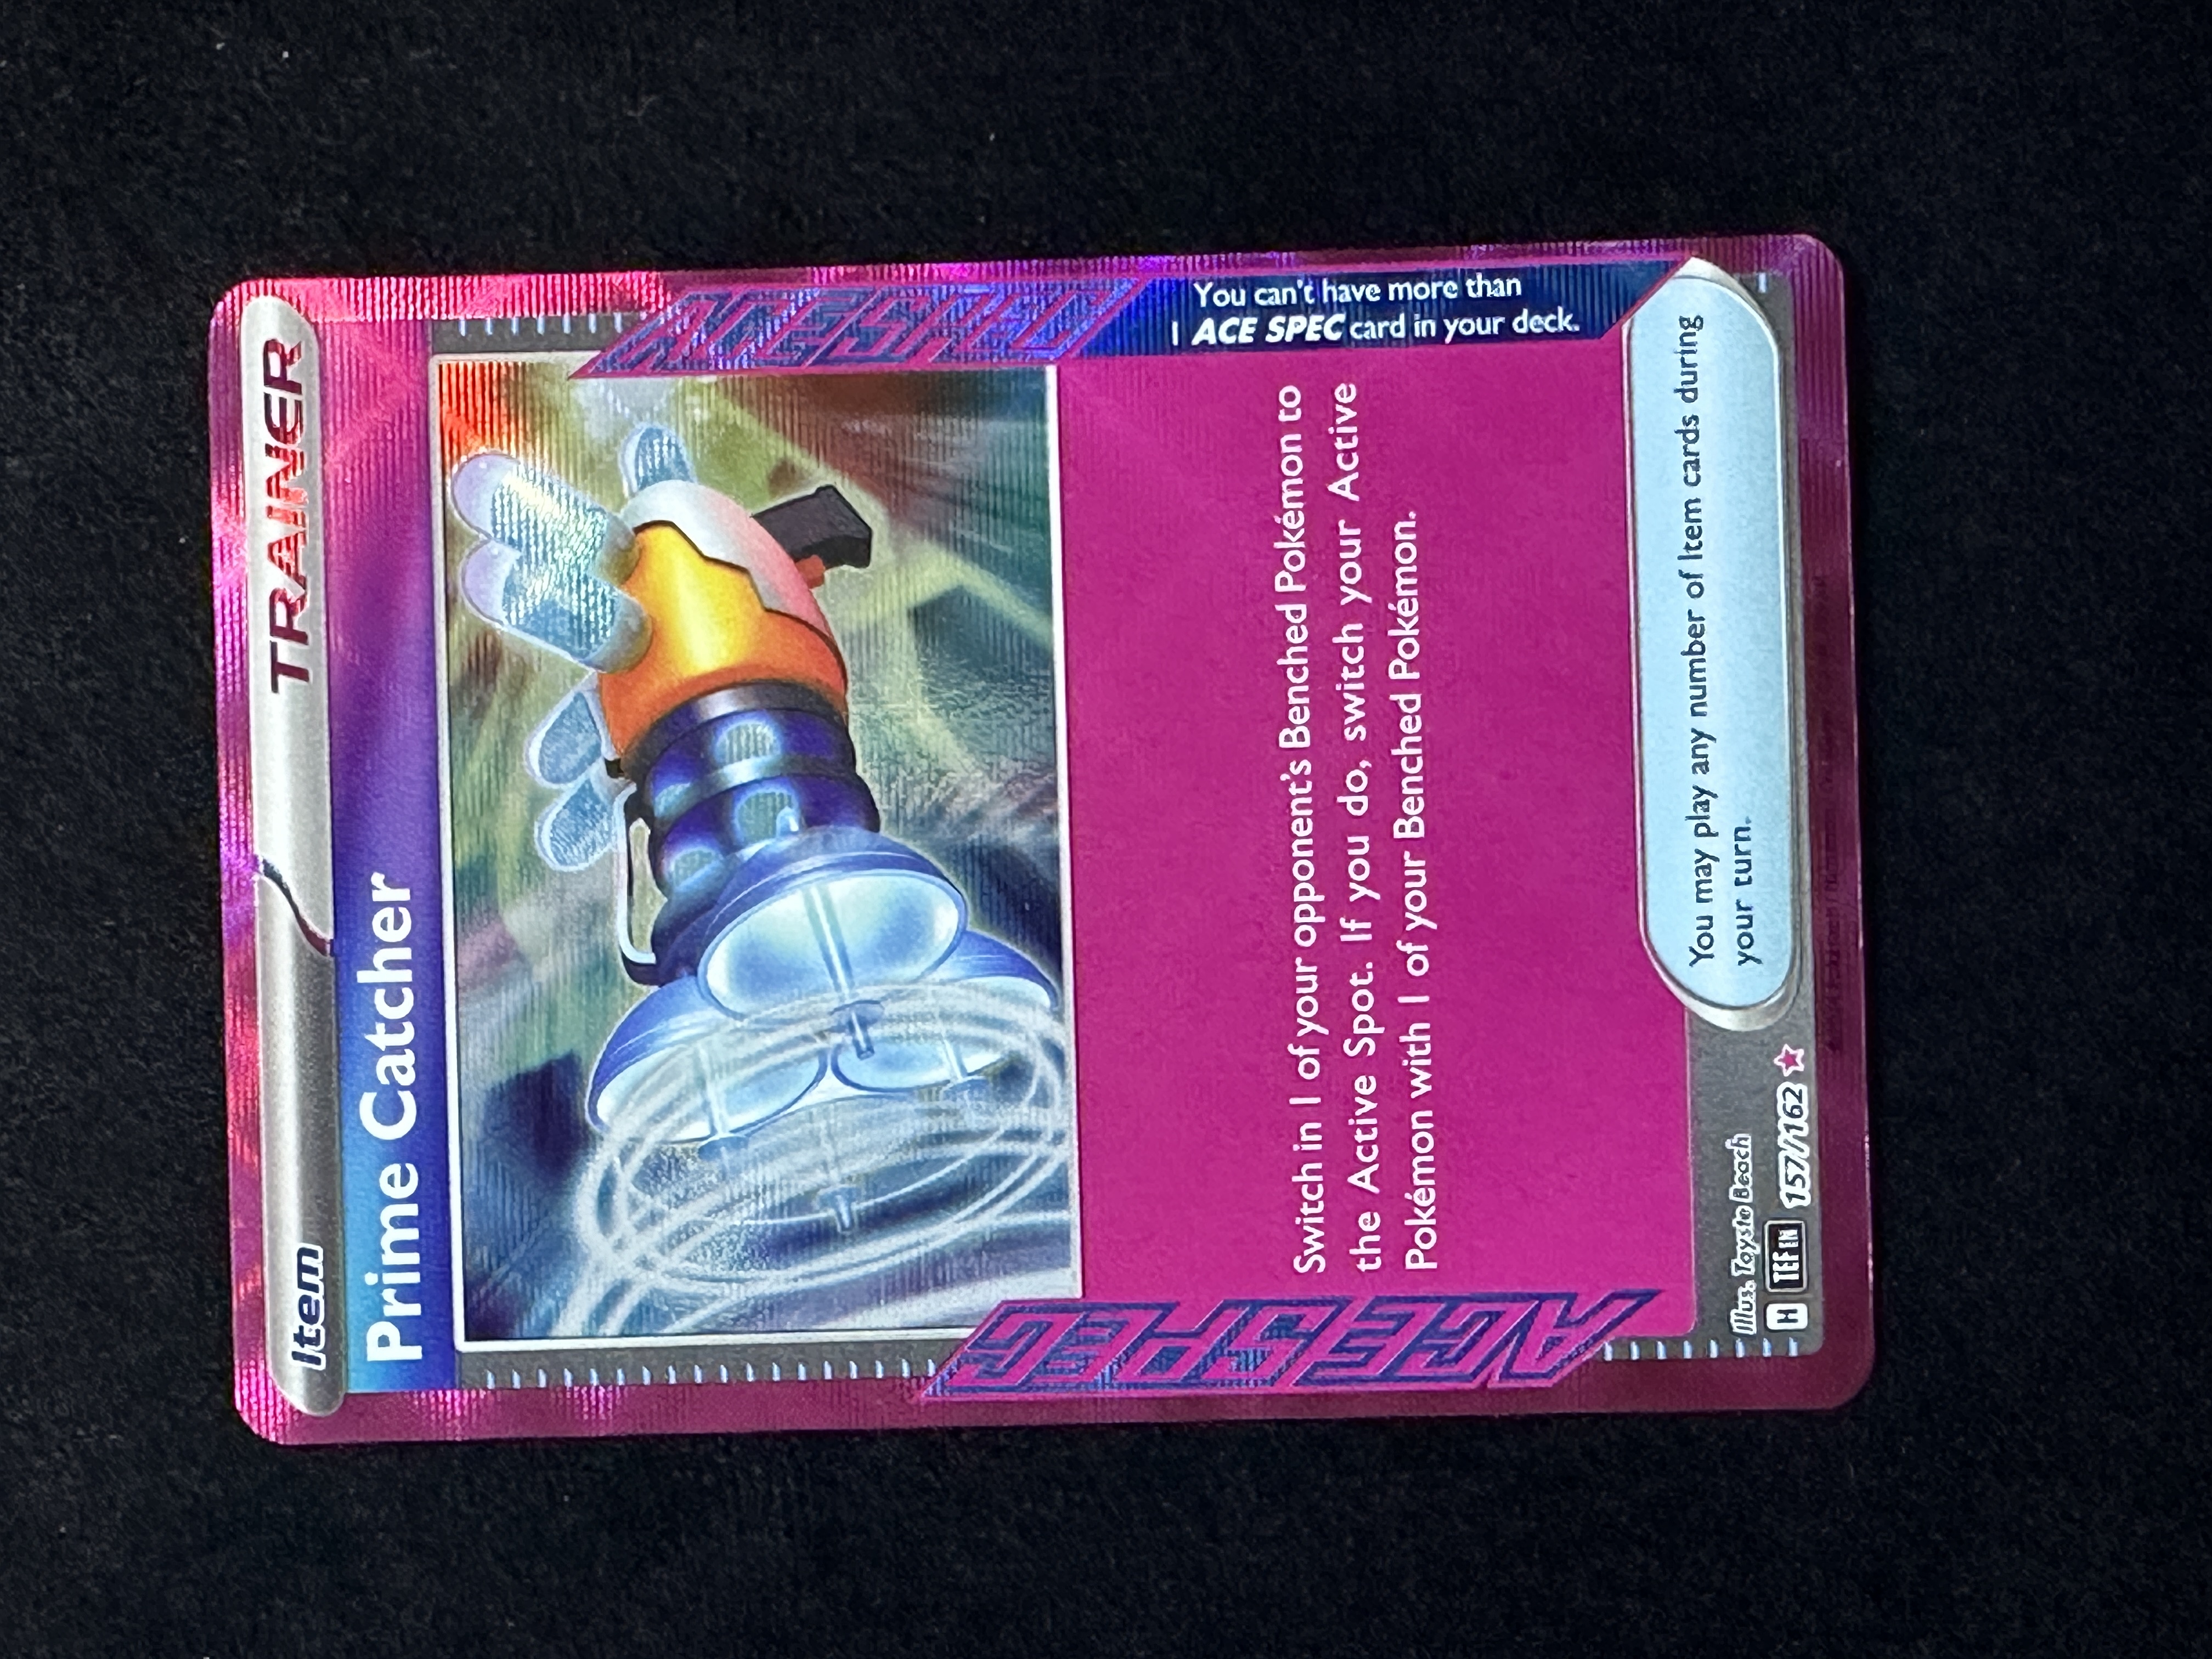 Item
TRAINER
Prime Catcher
ACE SPEC
You can't have more than
1 ACE SPEC card in your deck.
Switch in 1 of your opponent's Benched Pokémon to
the Active Spot. If you do, switch your Active
Pokémon with 1 of your Benched Pokémon.
ACE SPEC
You may play any number of Item cards during
your turn.
Illus. Toyste Beach
H TEF EN 157/162